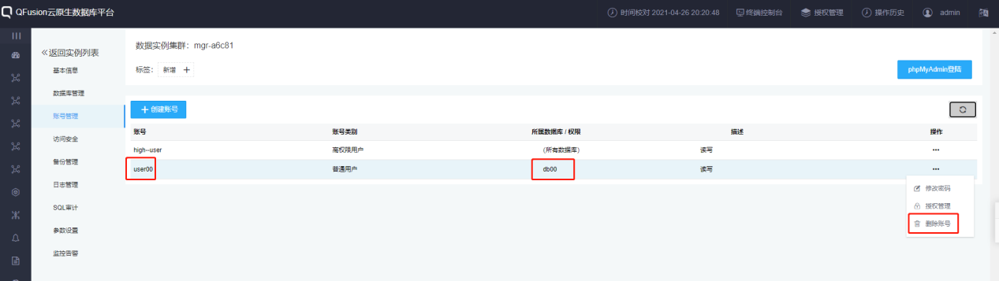 QFusion云原生数据库平台
时间校对 2021-04-26 20:20:48
终端控制台
授权管理
操作历史
admin
返回实例列表
基本信息
数据库管理
账号管理
访问安全
备份管理
日志管理
SQL审计
参数设置
监控告警
数据实例集群：mgr-a6c81
标签： 新增 +
phpMyAdmin登陆
+ 创建账号
账号 账号类别 所属数据库 / 权限 描述 操作
high--user 高权限用户 （所有数据库） 读写 •••
user00 普通用户 db00 读写 •••
修改密码
授权管理
删除账号